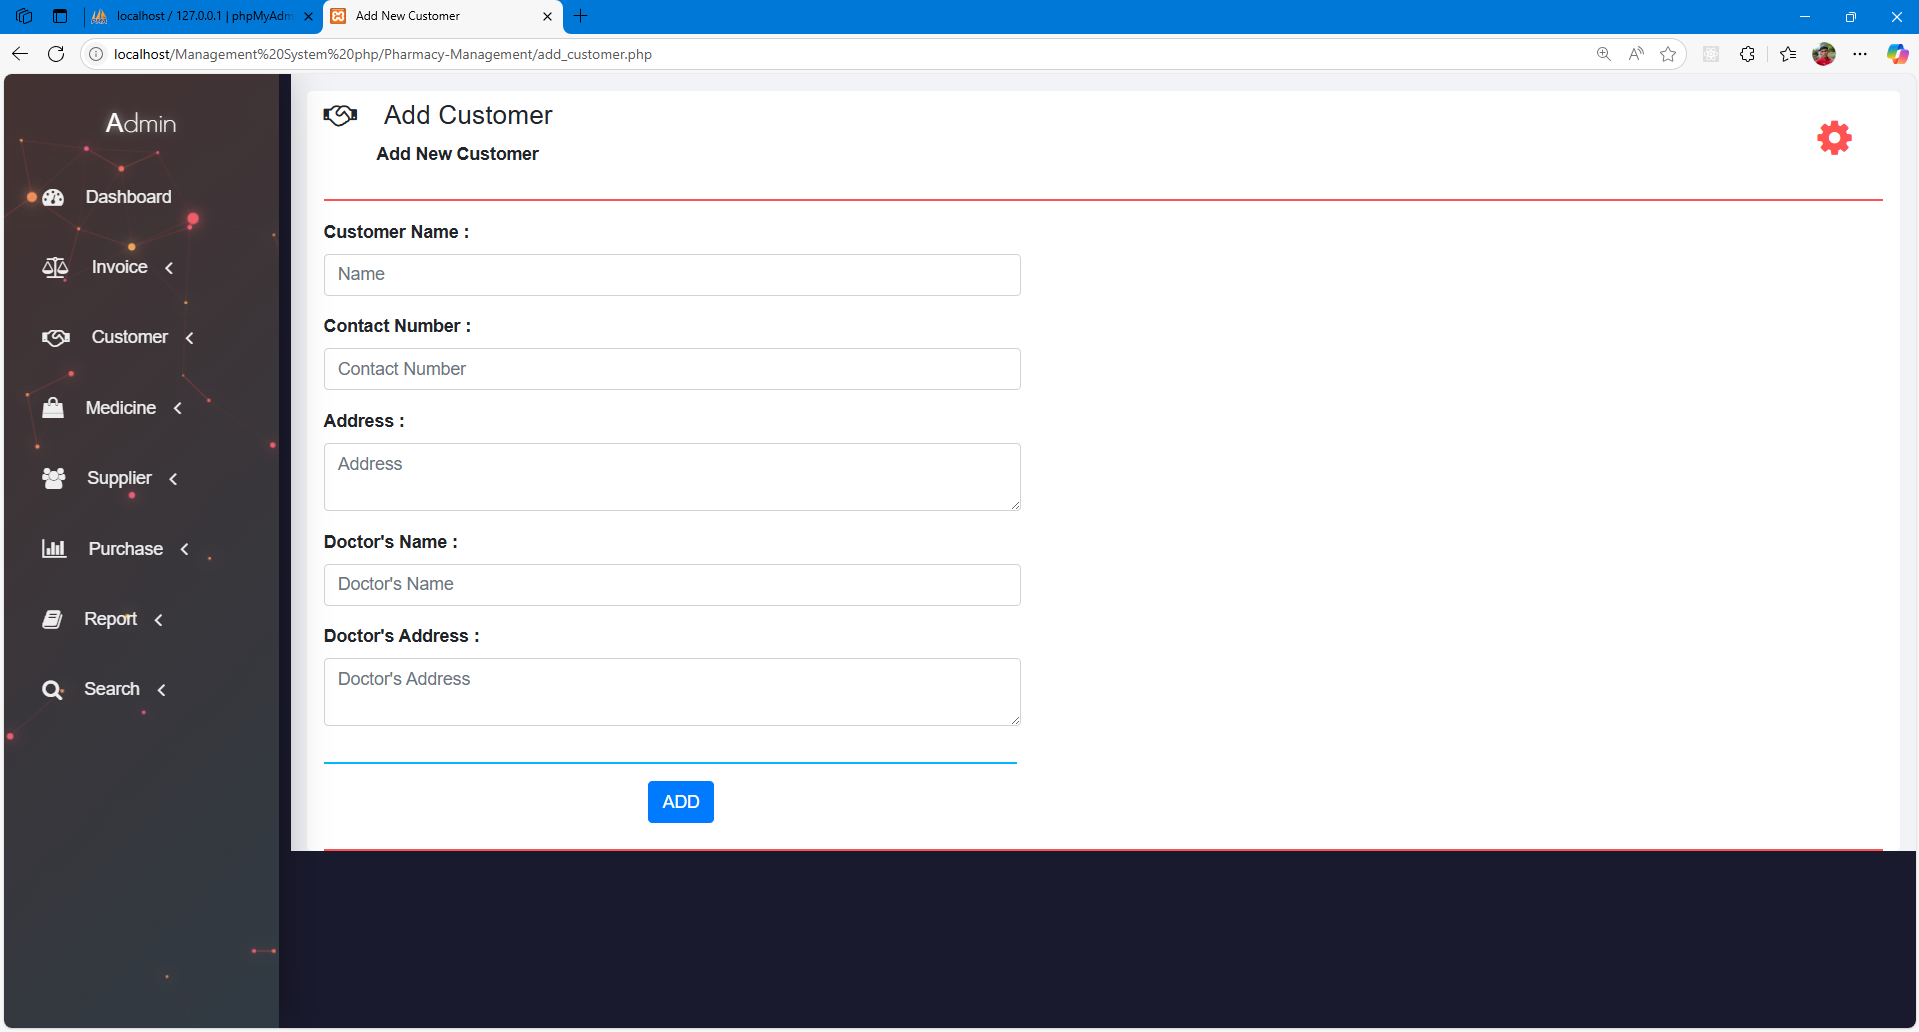 localhost / 127.0.0.1 | phpMyAdm
Add New Customer
localhost/Management%20System%20php/Pharmacy-Management/add_customer.php
Admin
Dashboard
Invoice
Customer
Medicine
Supplier
Purchase
Report
Search
Add Customer
Add New Customer
Customer Name :
Name
Contact Number :
Contact Number
Address :
Address
Doctor's Name :
Doctor's Name
Doctor's Address :
Doctor's Address
ADD